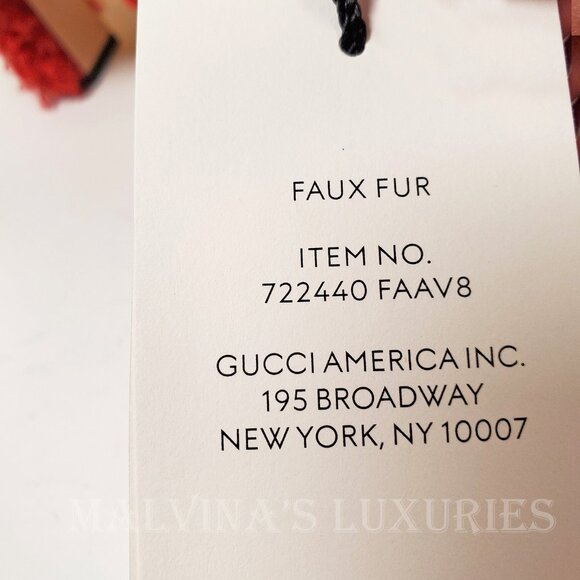 FAUX FUR
ITEM NO.
722440 FAAV8
GUCCI AMERICA INC.
195 BROADWAY
NEW YORK, NY 10007
MALVINA'S LUXURIES